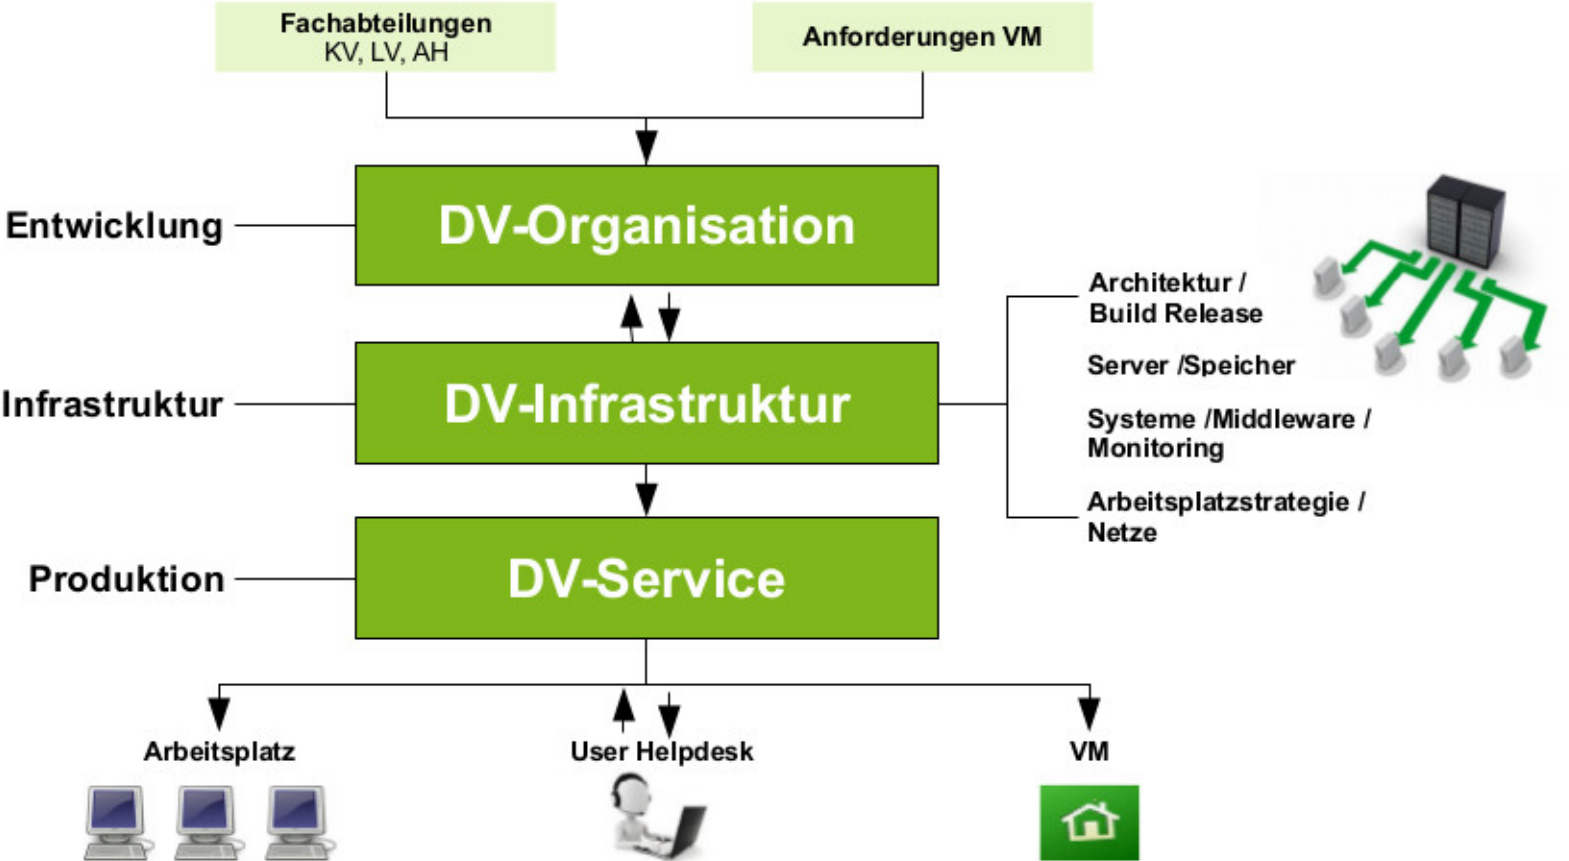 Fachabteilungen
KV, LV, AH
Anforderungen VM
Entwicklung
DV-Organisation
Architektur /
Build Release
Server /Speicher
Infrastruktur
DV-Infrastruktur
Systeme /Middleware /
Monitoring
Arbeitsplatzstrategie /
Netze
Produktion
DV-Service
Arbeitsplatz
User Helpdesk
VM